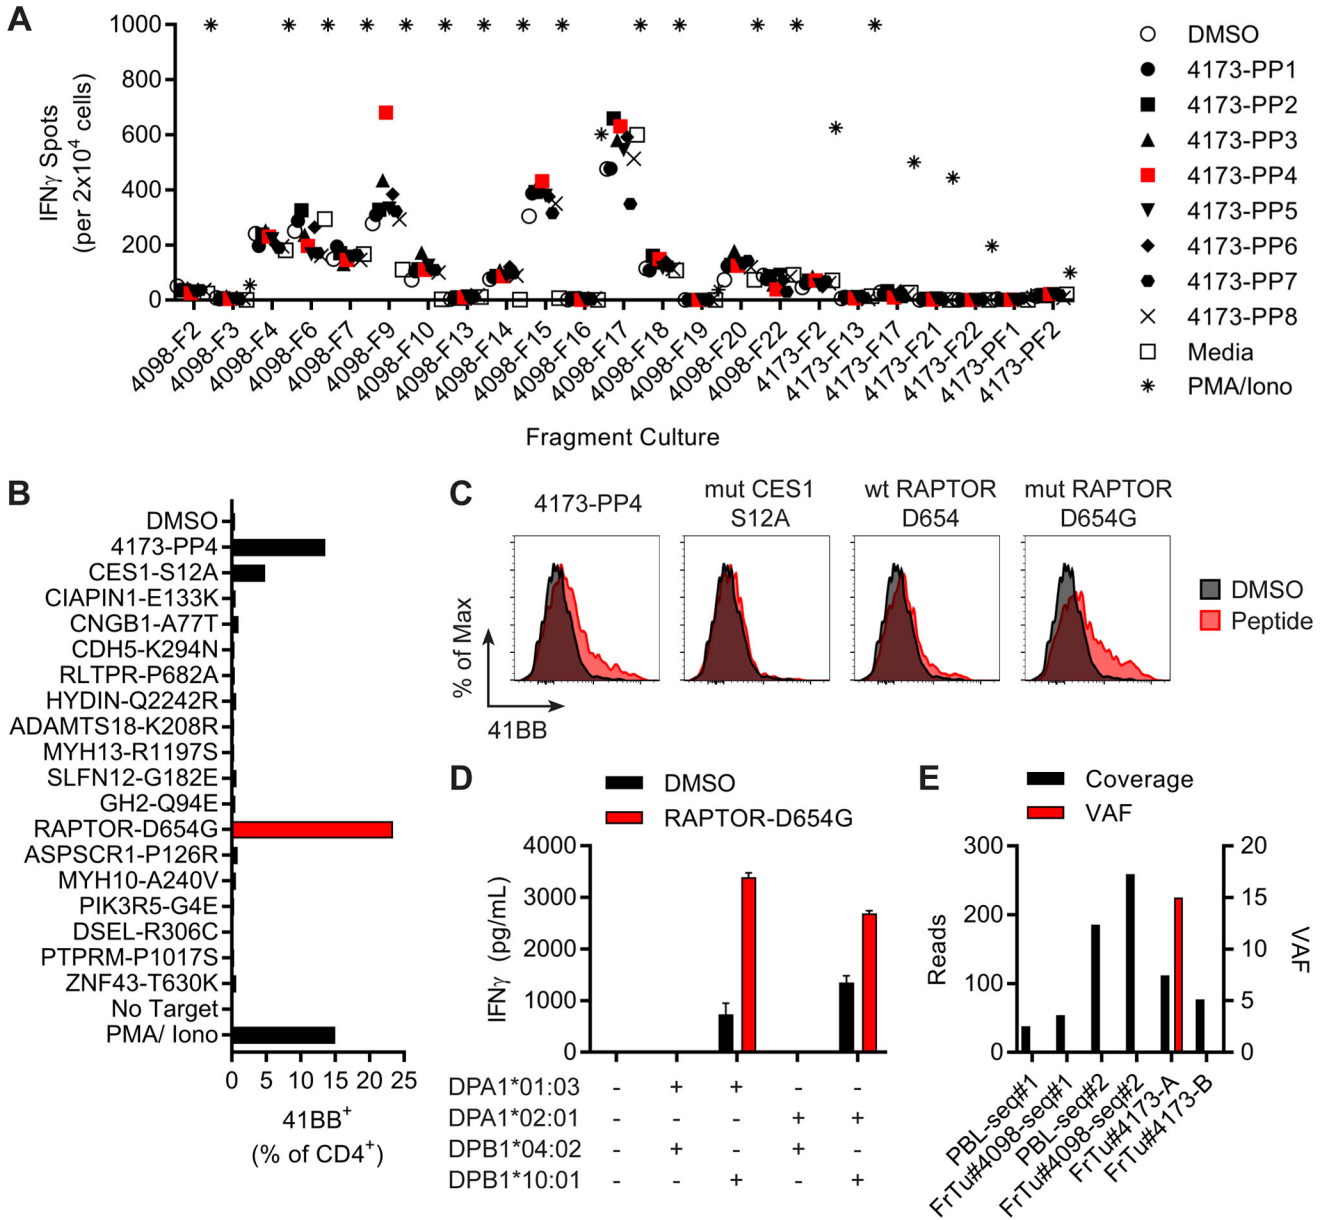 A
IFNγ Spots
(per 2x10⁴ cells)
1000
800
600
400
200
0
4098-F2
4098-F3
4098-F4
4098-F6
4098-F7
4098-F9
4098-F10
4098-F13
4098-F14
4098-F15
4098-F16
4098-F17
4098-F18
4098-F19
4098-F20
4098-F22
4173-F2
4173-F13
4173-F17
4173-F21
4173-F22
4173-PF1
4173-PF2
Fragment Culture
DMSO
4173-PP1
4173-PP2
4173-PP3
4173-PP4
4173-PP5
4173-PP6
4173-PP7
4173-PP8
Media
PMA/Iono
B
DMSO
4173-PP4
CES1-S12A
CIAPIN1-E133K
CNGB1-A77T
CDH5-K294N
RLTPR-P682A
HYDIN-Q2242R
ADAMTS18-K208R
MYH13-R1197S
SLFN12-G182E
GH2-Q94E
RAPTOR-D654G
ASPSCR1-P126R
MYH10-A240V
PIK3R5-G4E
DSEL-R306C
PTPRM-P1017S
ZNF43-T630K
No Target
PMA/ Iono
0 5 10 15 20 25
41BB⁺
(% of CD4⁺)
C
4173-PP4
mut CES1
S12A
wt RAPTOR
D654
mut RAPTOR
D654G
% of Max
41BB
DMSO
Peptide
D
DMSO
RAPTOR-D654G
IFNγ (pg/mL)
4000
3000
2000
1000
0
DPA1*01:03 - + + - -
DPA1*02:01 - - - + +
DPB1*04:02 - + - + -
DPB1*10:01 - - + - +
E
Coverage
VAF
Reads
300
200
100
0
20
15
10
5
0
VAF
PBL-seq#1
FrTu#4098-seq#1
PBL-seq#2
FrTu#4098-seq#2
FrTu#4173-A
FrTu#4173-B